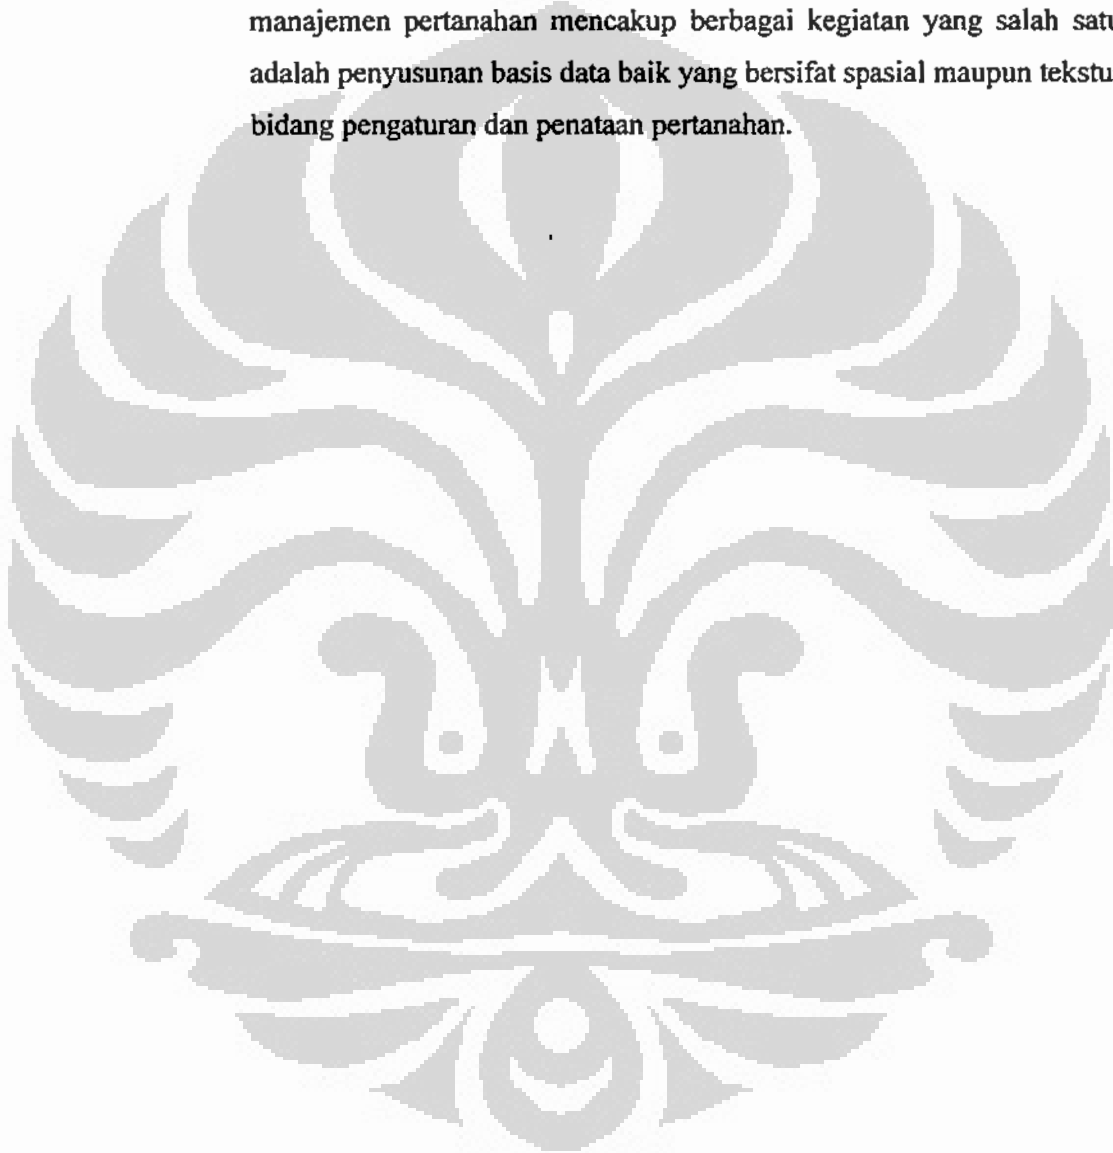 manajemen pertanahan mencakup berbagai kegiatan yang salah satu
adalah penyusunan basis data baik yang bersifat spasial maupun tekstu
bidang pengaturan dan penataan pertanahan.